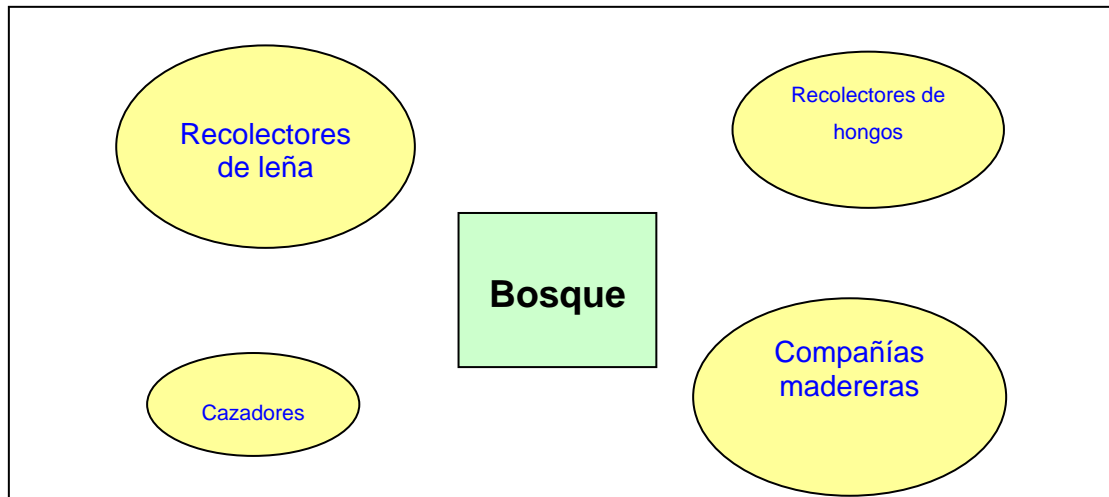 Recolectores
de leña
Recolectores de
hongos
Bosque
Cazadores
Compañías
madereras